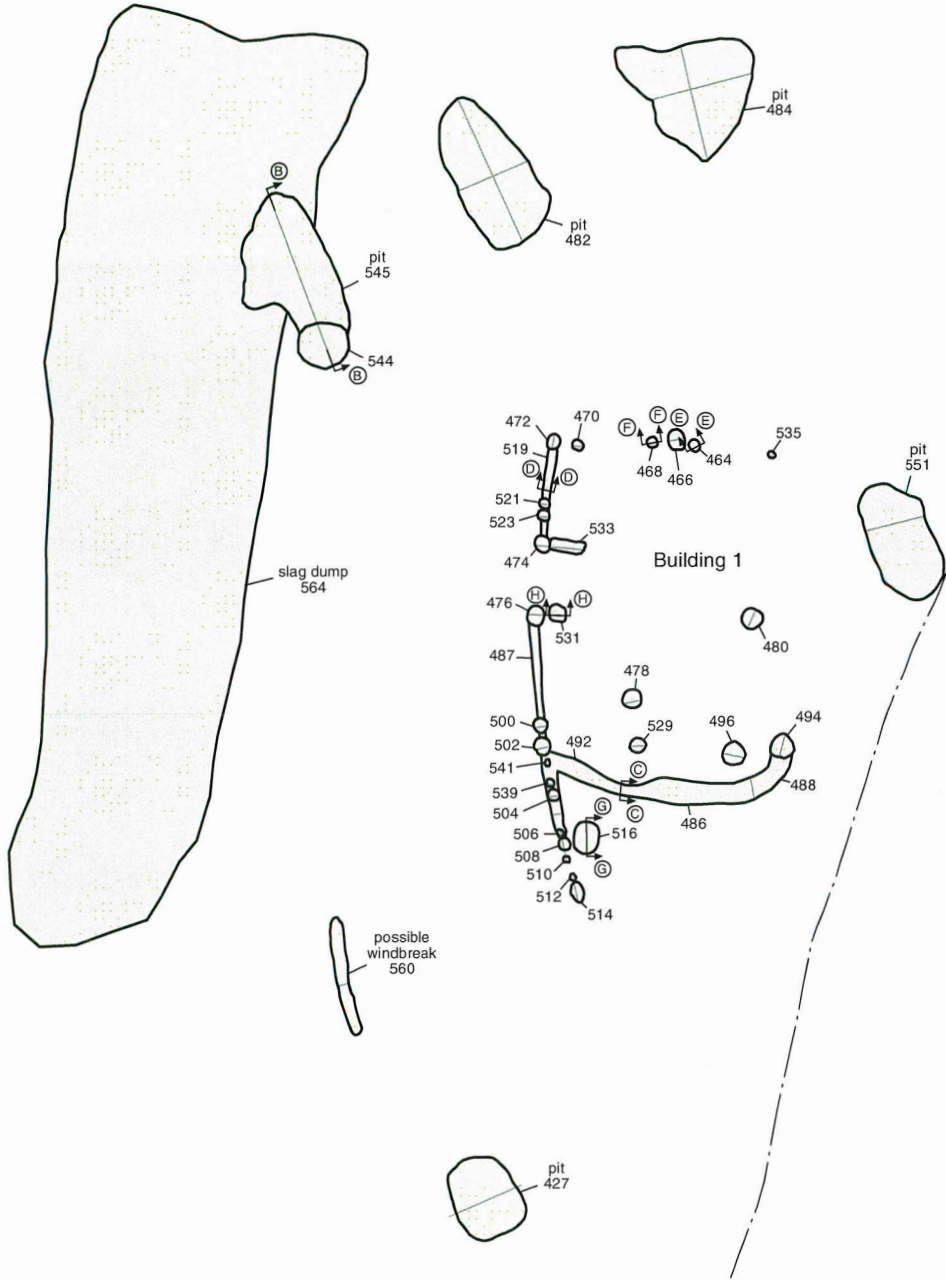 pit
484
B
pit
482
pit
545
544
B
472
470
F
F
E
E
535
519
468
466
464
pit
551
D
D
521
523
533
474
Building 1
slag dump
564
476
H
H
531
480
487
478
494
500
529
496
502
492
541
C
488
539
504
C
486
G
506
516
508
G
510
512
514
possible
windbreak
560
pit
427